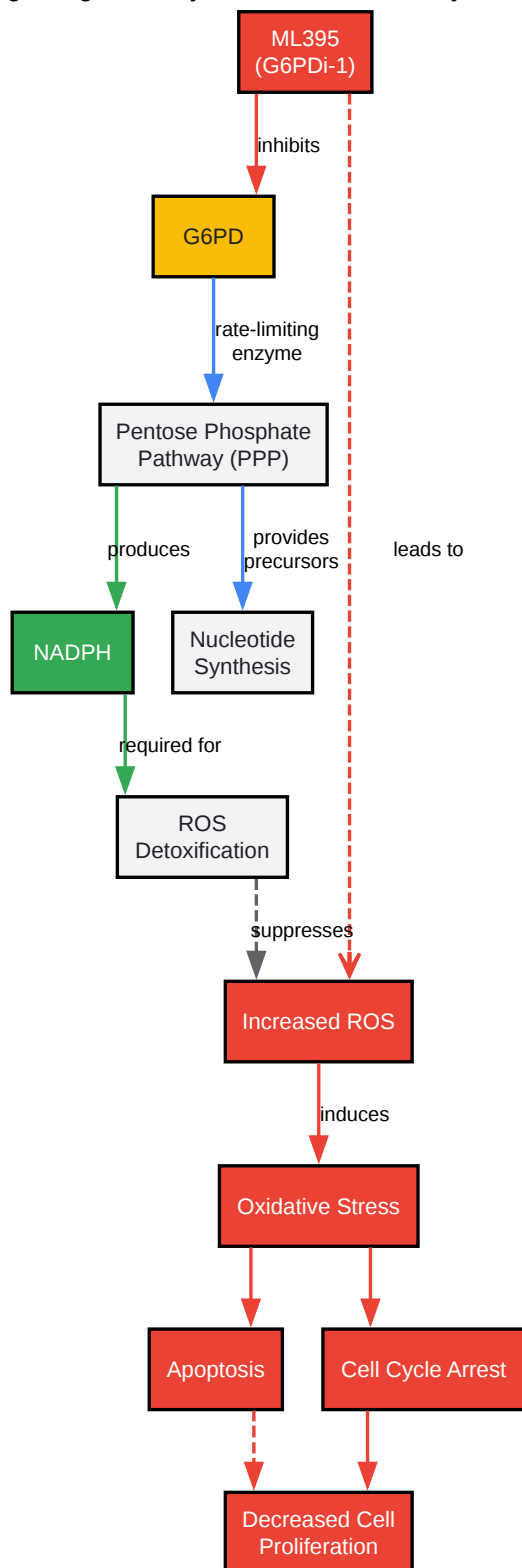 ML395
(G6PDi-1)
inhibits
G6PD
rate-limiting
enzyme
Pentose Phosphate
Pathway (PPP)
produces
provides
precursors
leads to
NADPH
Nucleotide
Synthesis
required for
ROS
Detoxification
suppresses
Increased ROS
induces
Oxidative Stress
Apoptosis
Cell Cycle Arrest
Decreased Cell
Proliferation